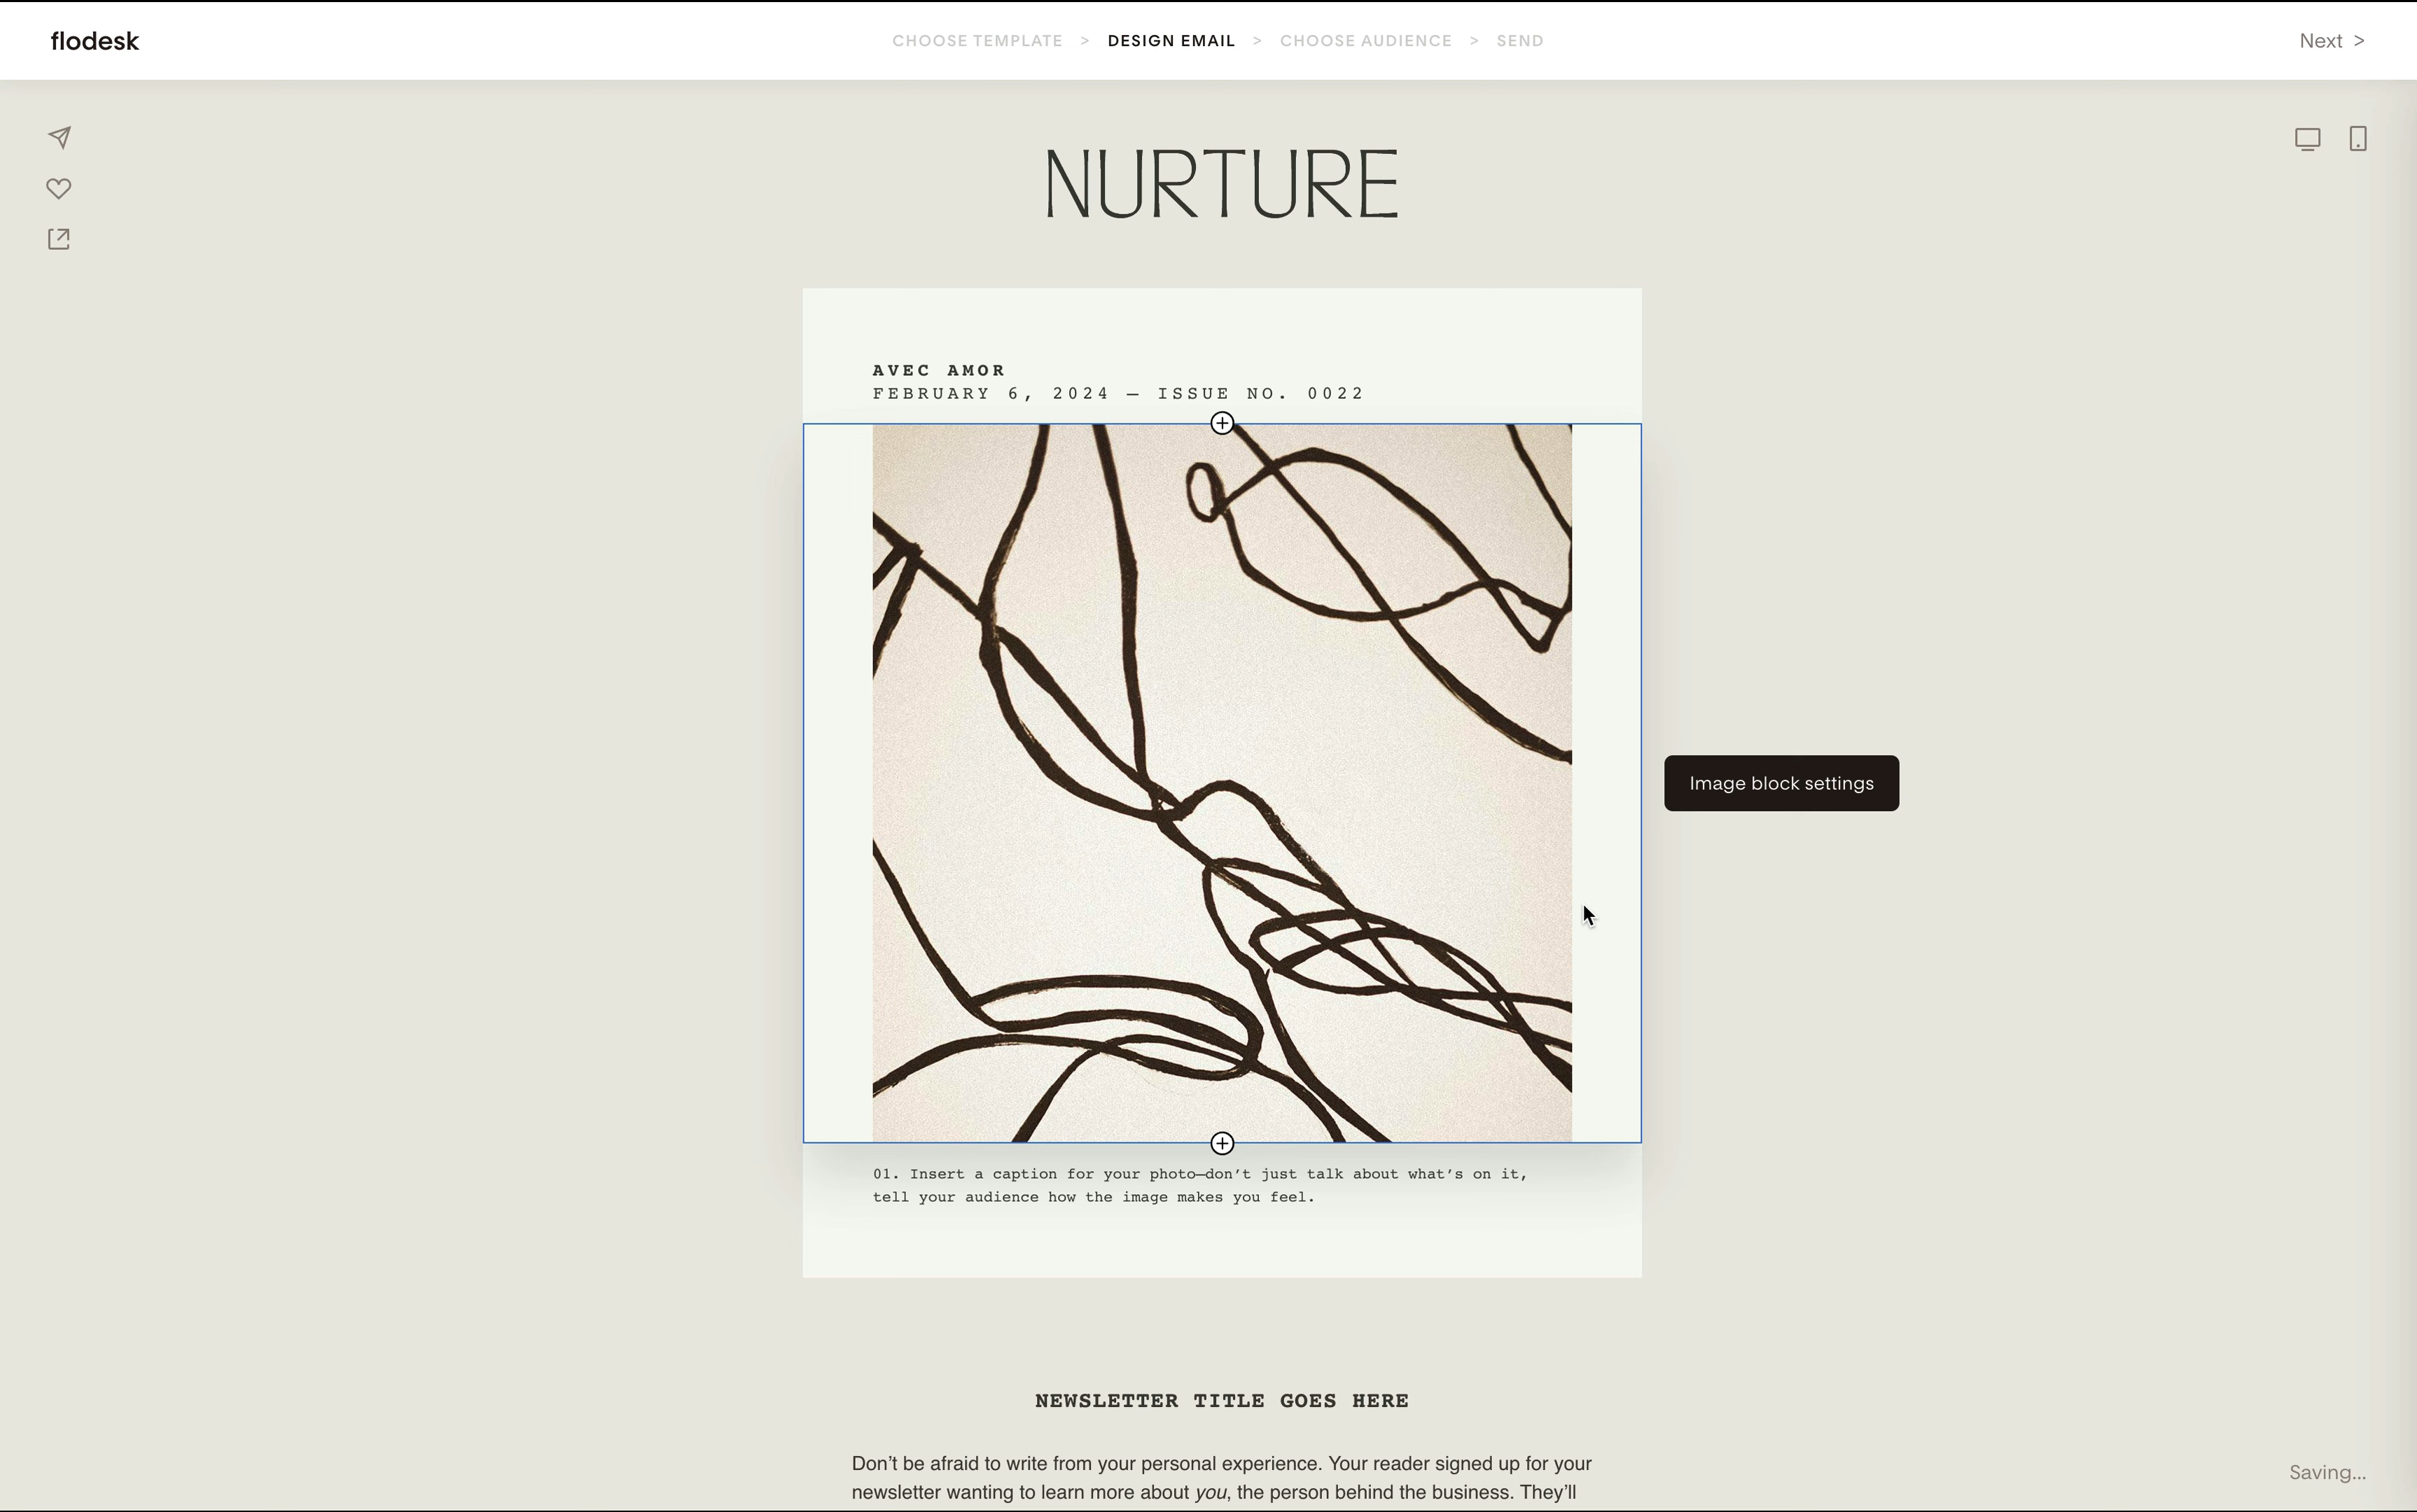 flodesk
CHOOSE TEMPLATE > DESIGN EMAIL > CHOOSE AUDIENCE > SEND
Next >
NURTURE
AVEC AMOR
FEBRUARY 6, 2024 — ISSUE NO. 0022
Image block settings
01. Insert a caption for your photo—don’t just talk about what’s on it,
tell your audience how the image makes you feel.
NEWSLETTER TITLE GOES HERE
Don’t be afraid to write from your personal experience. Your reader signed up for your
newsletter wanting to learn more about you, the person behind the business. They’ll
Saving...